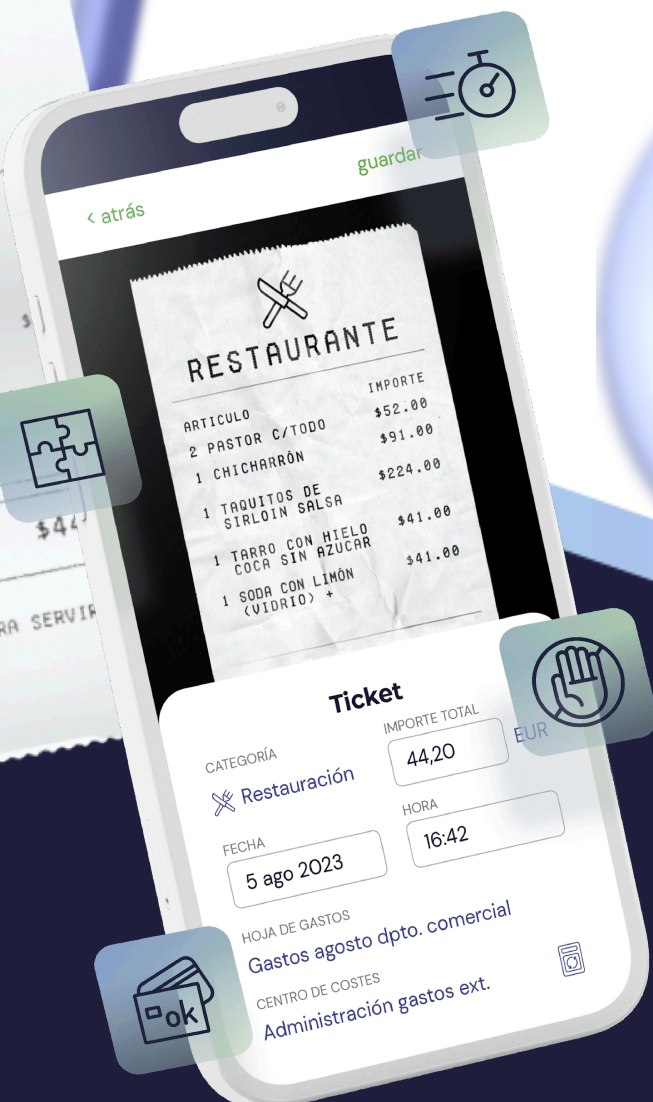 guardar
< atrás
RESTAURANTE
ARTICULO IMPORTE
2 PASTOR C/TODO $52.00
1 CHICHARRÓN $91.00
1 TAQUITOS DE $224.00
SIRLOIN SALSA
1 TARRO CON HIELO $41.00
COCA SIN AZUCAR
1 SODA CON LIMÓN $41.00
(VIDRIO) +
$44
RA SERVIR
Ticket
CATEGORÍA IMPORTE TOTAL
Restauración 44,20 EUR
FECHA HORA
5 ago 2023 16:42
HOJA DE GASTOS
Gastos agosto dpto. comercial
CENTRO DE COSTES
Administración gastos ext.
ok